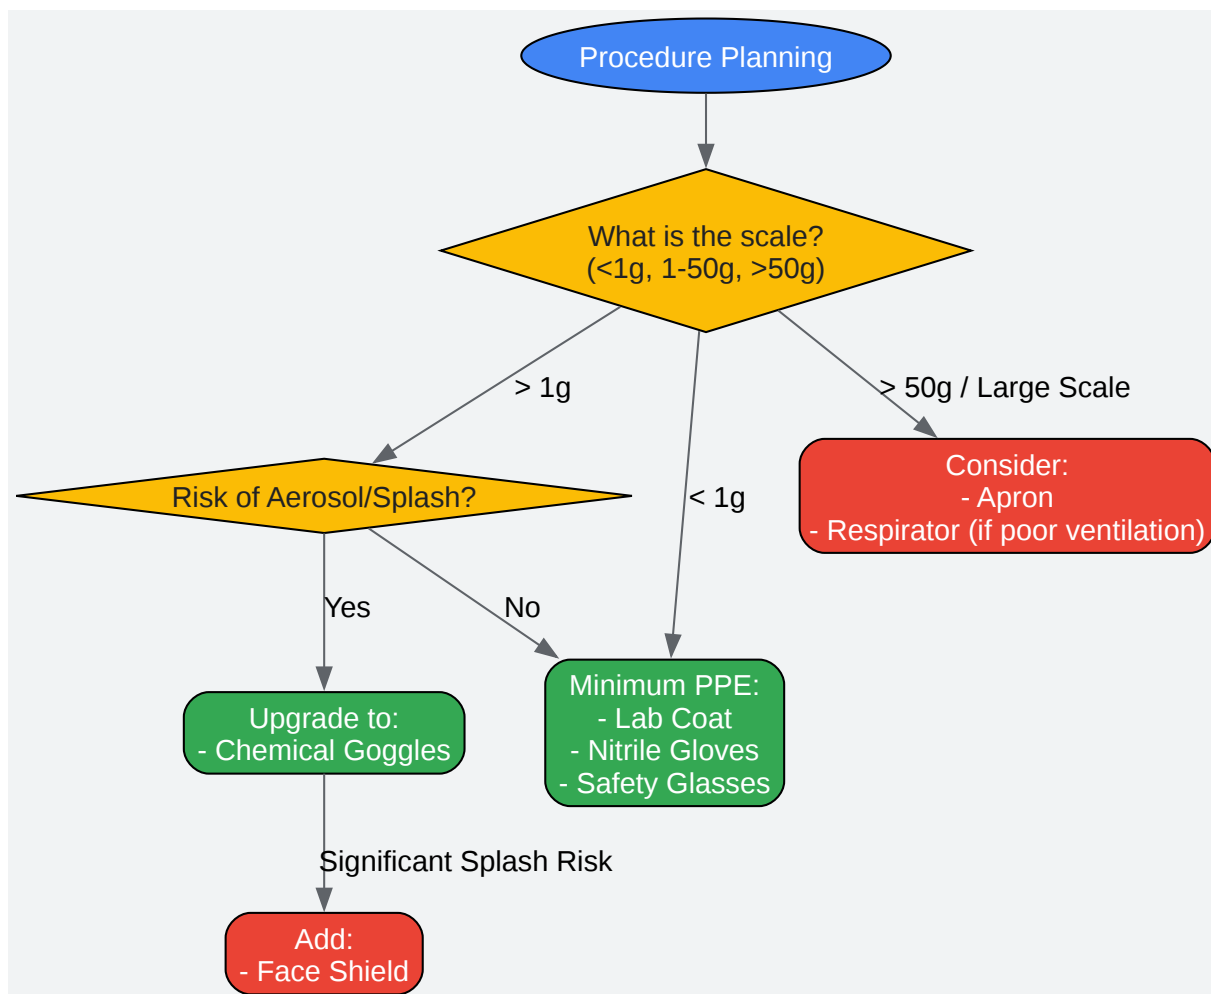 Procedure Planning
What is the scale?
(<1g, 1-50g, >50g)
> 1g
> 50g / Large Scale
Consider:
- Apron
- Respirator (if poor ventilation)
Risk of Aerosol/Splash?
< 1g
Yes
No
Minimum PPE:
- Lab Coat
- Nitrile Gloves
- Safety Glasses
Upgrade to:
- Chemical Goggles
Significant Splash Risk
Add:
- Face Shield